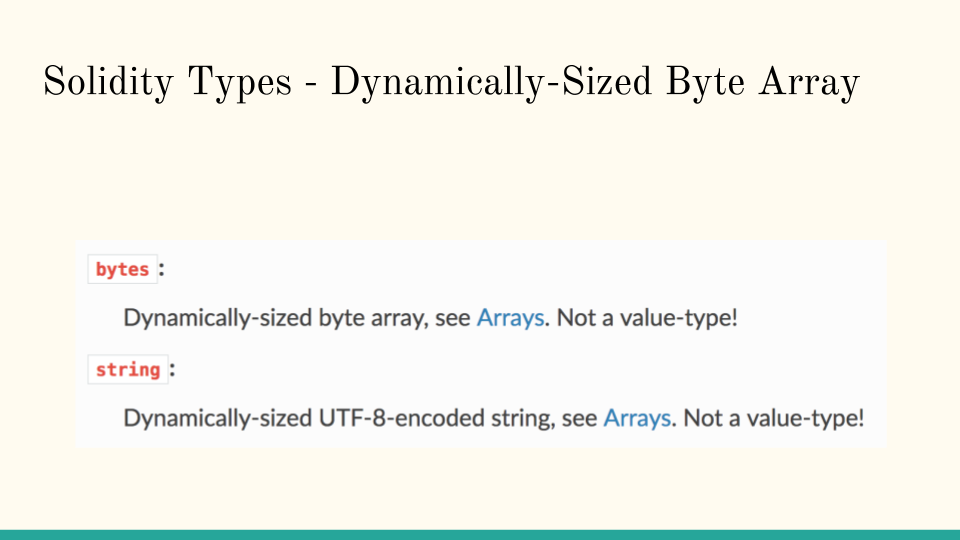 Solidity Types - Dynamically-Sized Byte Array
bytes:
Dynamically-sized byte array, see Arrays. Not a value-type!
string:
Dynamically-sized UTF-8-encoded string, see Arrays. Not a value-type!